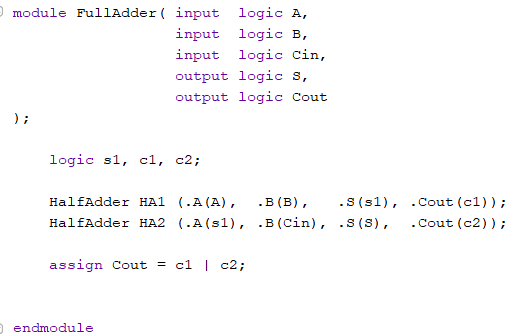 module FullAdder( input  logic A,
                  input  logic B,
                  input  logic Cin,
                  output logic S,
                  output logic Cout
);

    logic s1, c1, c2;

    HalfAdder HA1 (.A(A),  .B(B),   .S(s1), .Cout(c1));
    HalfAdder HA2 (.A(s1), .B(Cin), .S(S),  .Cout(c2));

    assign Cout = c1 | c2;

endmodule